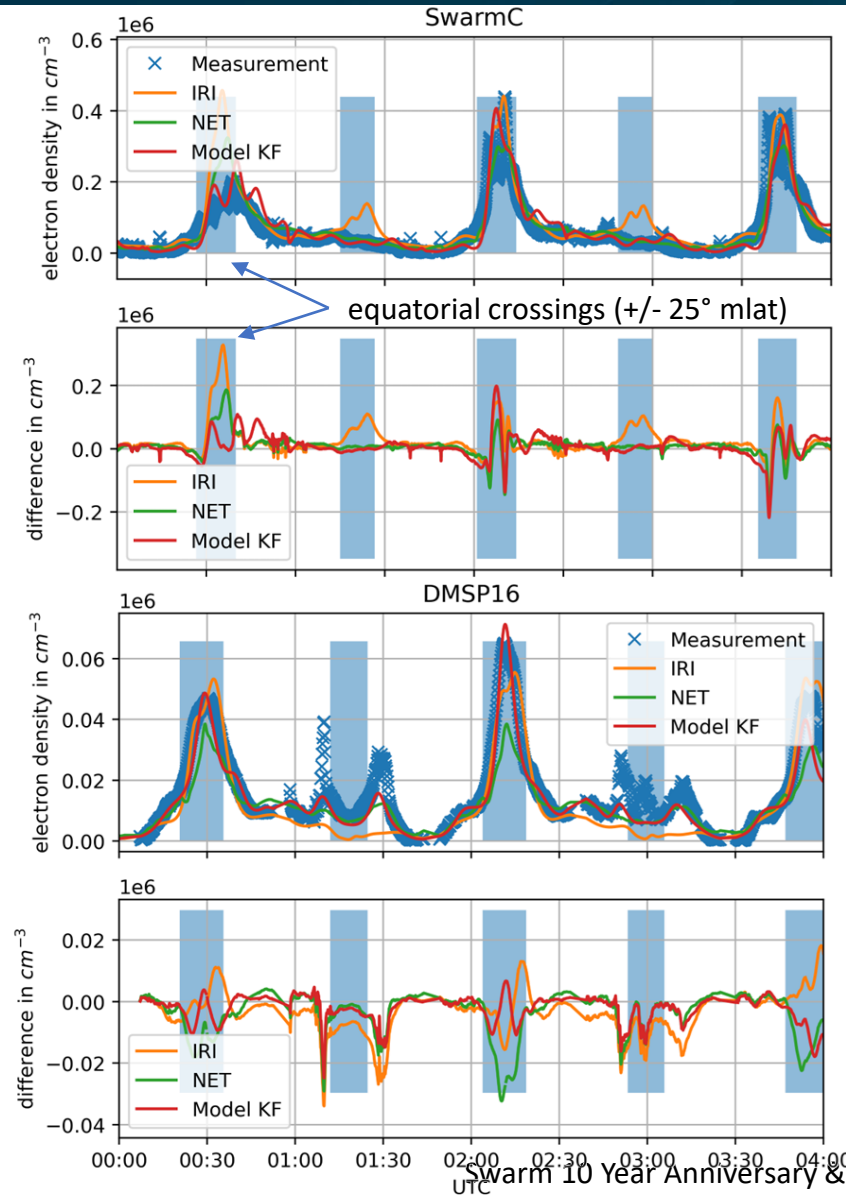 SwarmC
1e6
electron density in cm⁻³
0.6
0.4
0.2
0.0
Measurement
IRI
NET
Model KF
equatorial crossings (+/- 25° mlat)
1e6
difference in cm⁻³
0.2
0.0
−0.2
IRI
NET
Model KF
DMSP16
1e6
electron density in cm⁻³
0.06
0.04
0.02
0.00
Measurement
IRI
NET
Model KF
1e6
difference in cm⁻³
0.02
0.00
−0.02
−0.04
IRI
NET
Model KF
00:00 00:30 01:00 01:30 02:00 02:30 03:00 03:30 04:00
UTC
Swarm 10 Year Anniversary &